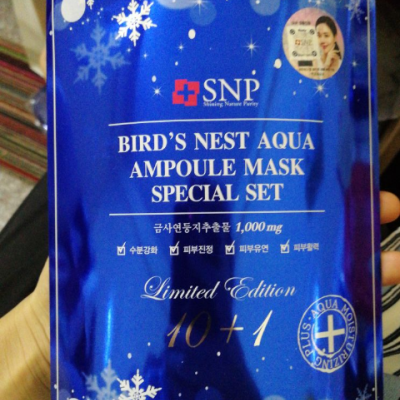 SNP
Shining Nature Purity
BIRD'S NEST AQUA
AMPOULE MASK
SPECIAL SET
금사연둥지추출물 1,000mg
수분강화 피부진정 피부유연 피부활력
Limited Edition
10+1
AQUA MOISTURIZING PLUS